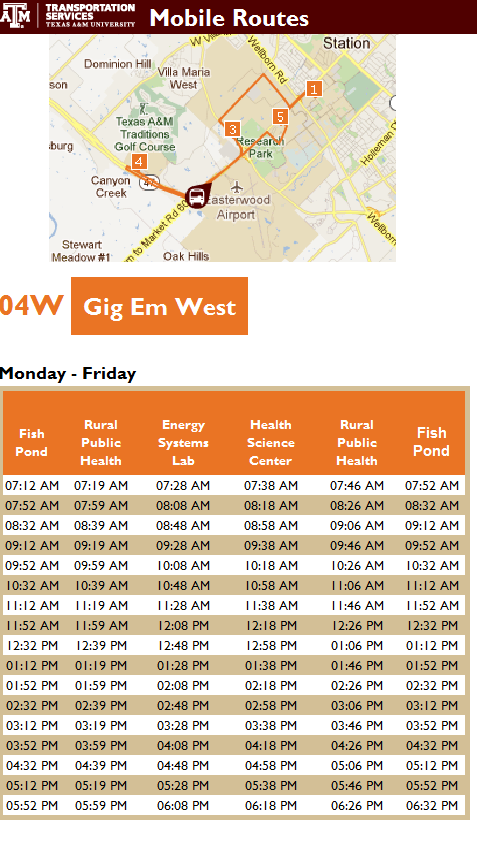 TRANSPORTATION
SERVICES
TEXAS A&M UNIVERSITY
Mobile Routes
Station
W Vill
Wellborn Rd
Dominion Hill
Villa Maria
West
son
1
5
3
Texas A&M
Traditions
Golf Course
Research
Park
sburg
4
Holleman Dr
Canyon
Creek
47
Easterwood
Airport
Wellborn
m to Market Rd 60
Stewart
Meadow #1
Oak Hills
04W Gig Em West
Monday - Friday
Fish Pond Rural Public Health Energy Systems Lab Health Science Center Rural Public Health Fish Pond
07:12 AM 07:19 AM 07:28 AM 07:38 AM 07:46 AM 07:52 AM
07:52 AM 07:59 AM 08:08 AM 08:18 AM 08:26 AM 08:32 AM
08:32 AM 08:39 AM 08:48 AM 08:58 AM 09:06 AM 09:12 AM
09:12 AM 09:19 AM 09:28 AM 09:38 AM 09:46 AM 09:52 AM
09:52 AM 09:59 AM 10:08 AM 10:18 AM 10:26 AM 10:32 AM
10:32 AM 10:39 AM 10:48 AM 10:58 AM 11:06 AM 11:12 AM
11:12 AM 11:19 AM 11:28 AM 11:38 AM 11:46 AM 11:52 AM
11:52 AM 11:59 AM 12:08 PM 12:18 PM 12:26 PM 12:32 PM
12:32 PM 12:39 PM 12:48 PM 12:58 PM 01:06 PM 01:12 PM
01:12 PM 01:19 PM 01:28 PM 01:38 PM 01:46 PM 01:52 PM
01:52 PM 01:59 PM 02:08 PM 02:18 PM 02:26 PM 02:32 PM
02:32 PM 02:39 PM 02:48 PM 02:58 PM 03:06 PM 03:12 PM
03:12 PM 03:19 PM 03:28 PM 03:38 PM 03:46 PM 03:52 PM
03:52 PM 03:59 PM 04:08 PM 04:18 PM 04:26 PM 04:32 PM
04:32 PM 04:39 PM 04:48 PM 04:58 PM 05:06 PM 05:12 PM
05:12 PM 05:19 PM 05:28 PM 05:38 PM 05:46 PM 05:52 PM
05:52 PM 05:59 PM 06:08 PM 06:18 PM 06:26 PM 06:32 PM